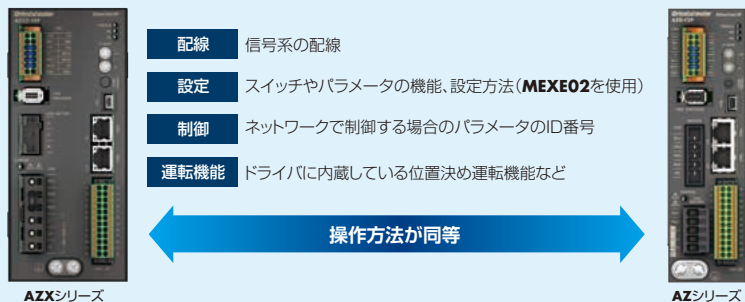 配線 信号系の配線
設定 スイッチやパラメータの機能、設定方法(MEXE02を使用)
制御 ネットワークで制御する場合のパラメータのID番号
運転機能 ドライバに内蔵している位置決め運転機能など
操作方法が同等
AZXシリーズ
AZシリーズ